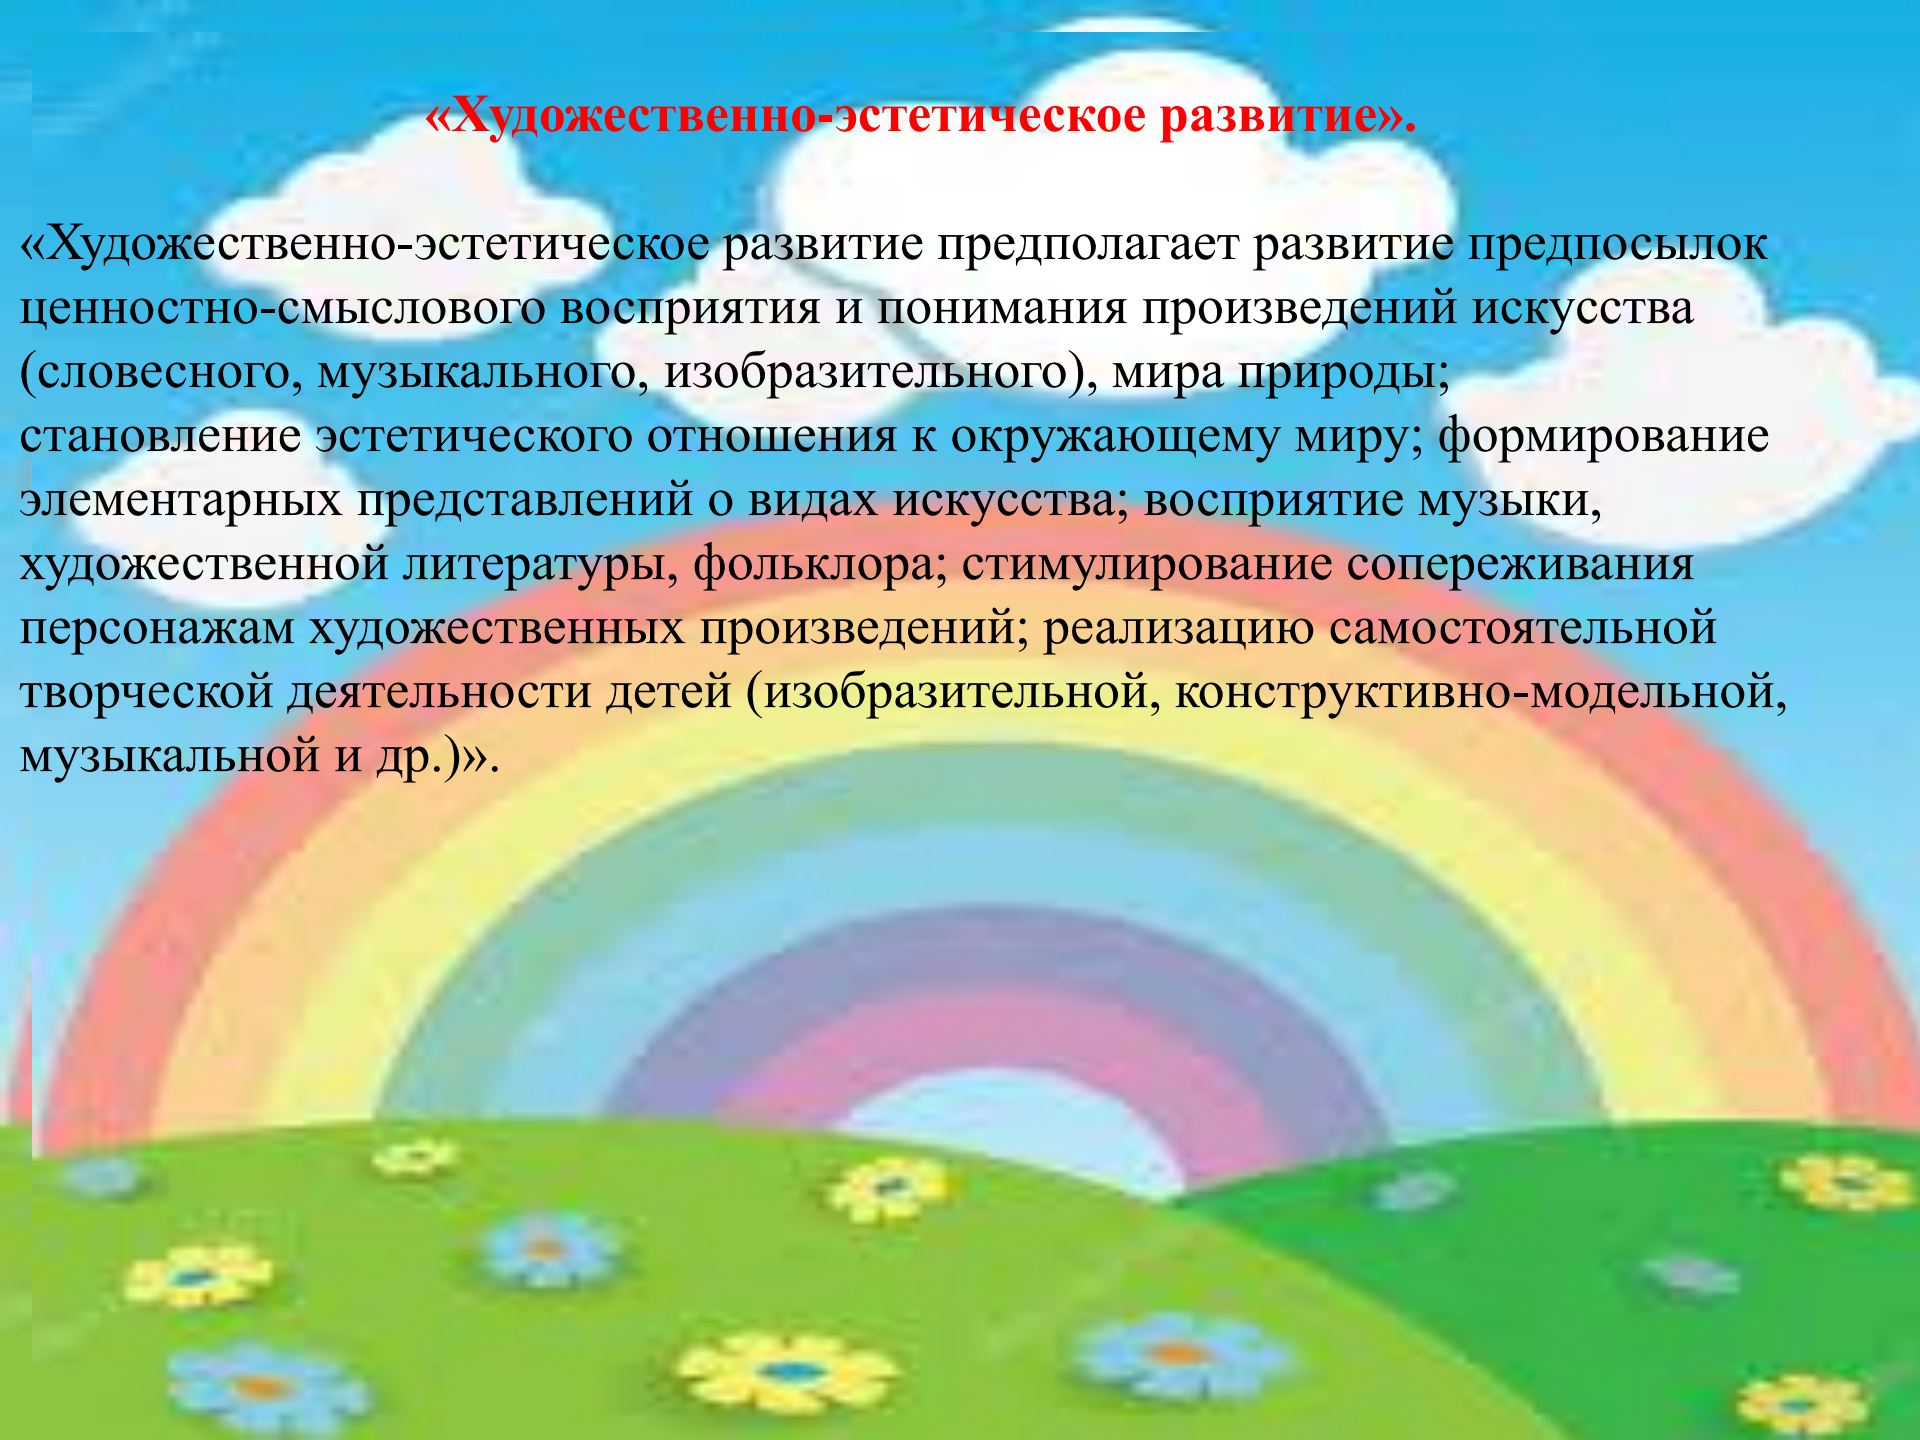 «Художественно-эстетическое развитие».
«Художественно-эстетическое развитие предполагает развитие предпосылок
ценностно-смыслового восприятия и понимания произведений искусства
(словесного, музыкального, изобразительного), мира природы;
становление эстетического отношения к окружающему миру; формирование
элементарных представлений о видах искусства; восприятие музыки,
художественной литературы, фольклора; стимулирование сопереживания
персонажам художественных произведений; реализацию самостоятельной
творческой деятельности детей (изобразительной, конструктивно-модельной,
музыкальной и др.)».